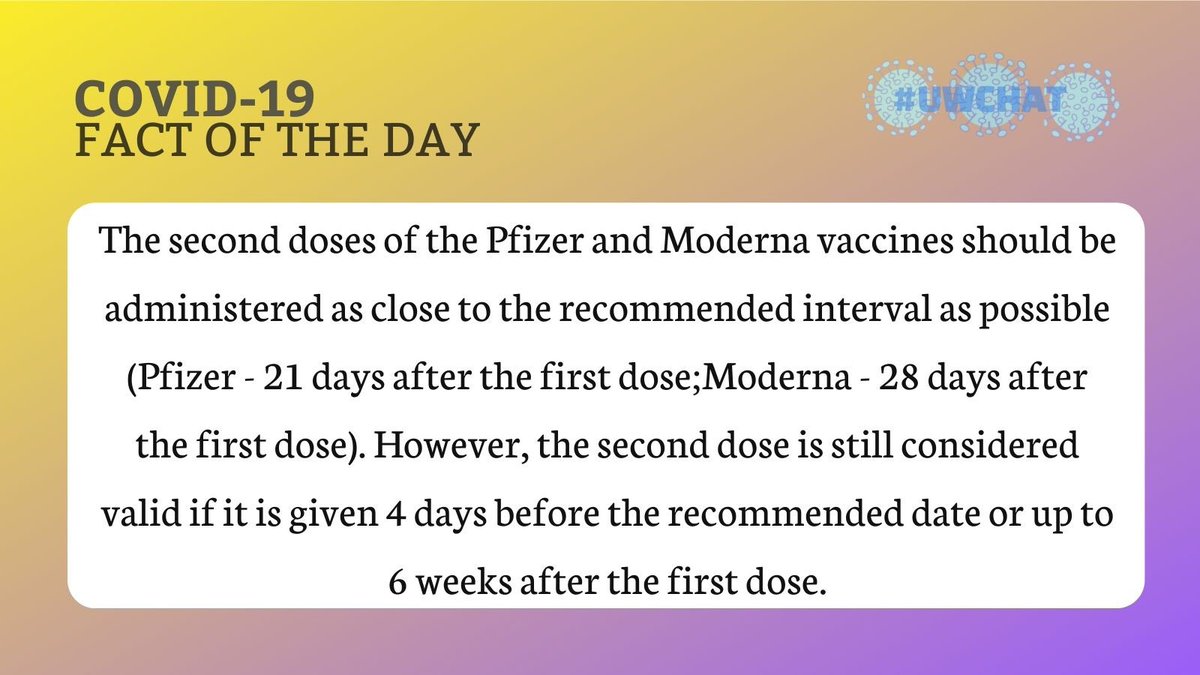 COVID-19
FACT OF THE DAY
#UWCHAT
The second doses of the Pfizer and Moderna vaccines should be
administered as close to the recommended interval as possible
(Pfizer - 21 days after the first dose;Moderna - 28 days after
the first dose). However, the second dose is still considered
valid if it is given 4 days before the recommended date or up to
6 weeks after the first dose.